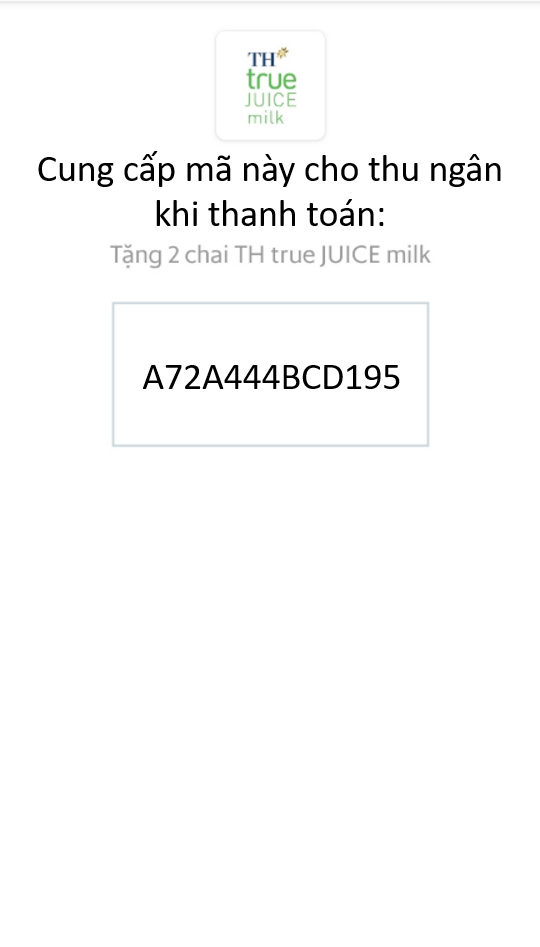 TH
true
JUICE
milk
Cung cấp mã này cho thu ngân
khi thanh toán:
Tặng 2 chai TH true JUICE milk
A72A444BCD195